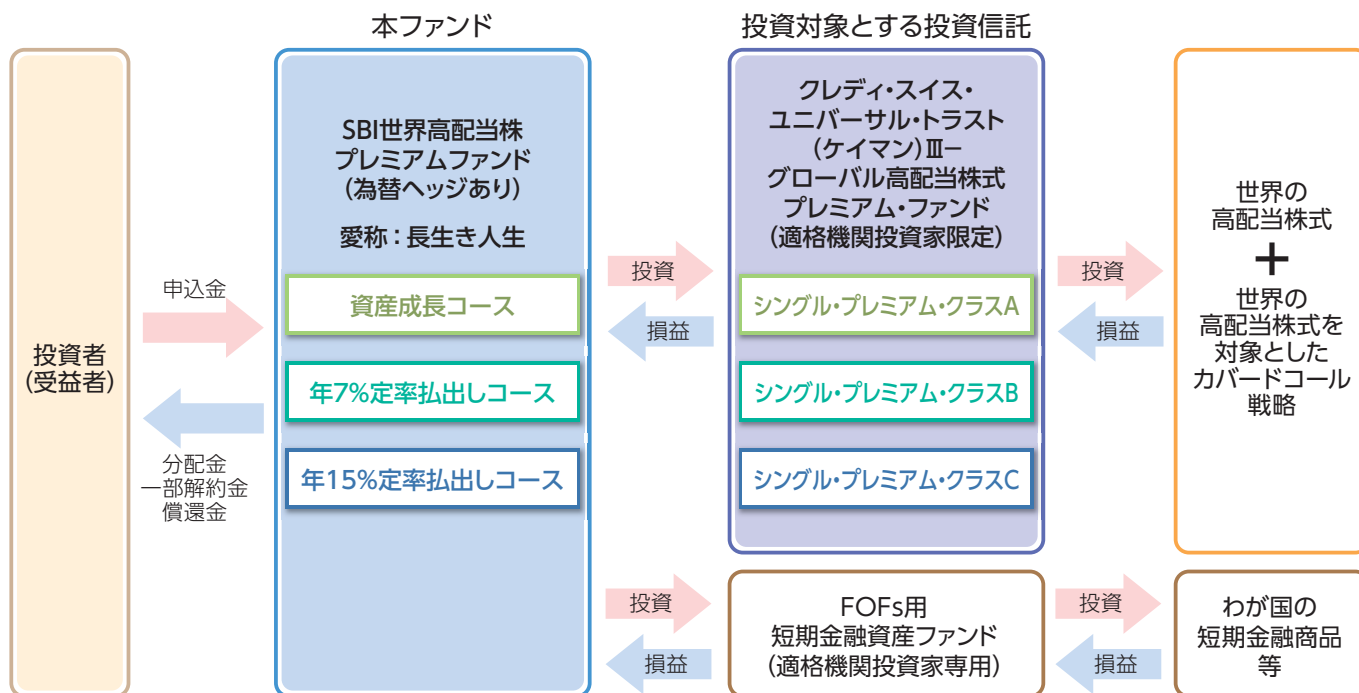 本ファンド
投資対象とする投資信託
投資者
(受益者)
申込金
分配金
一部解約金
償還金
SBI世界高配当株
プレミアムファンド
(為替ヘッジあり)
愛称：長生き人生
資産成長コース
年7%定率払出しコース
年15%定率払出しコース
投資
損益
投資
損益
クレディ・スイス・
ユニバーサル・トラスト
(ケイマン)Ⅲー
グローバル高配当株式
プレミアム・ファンド
(適格機関投資家限定)
シングル・プレミアム・クラスA
シングル・プレミアム・クラスB
シングル・プレミアム・クラスC
FOFs用
短期金融資産ファンド
(適格機関投資家専用)
投資
損益
投資
損益
世界の
高配当株式
＋
世界の
高配当株式を
対象とした
カバードコール
戦略
わが国の
短期金融商品
等